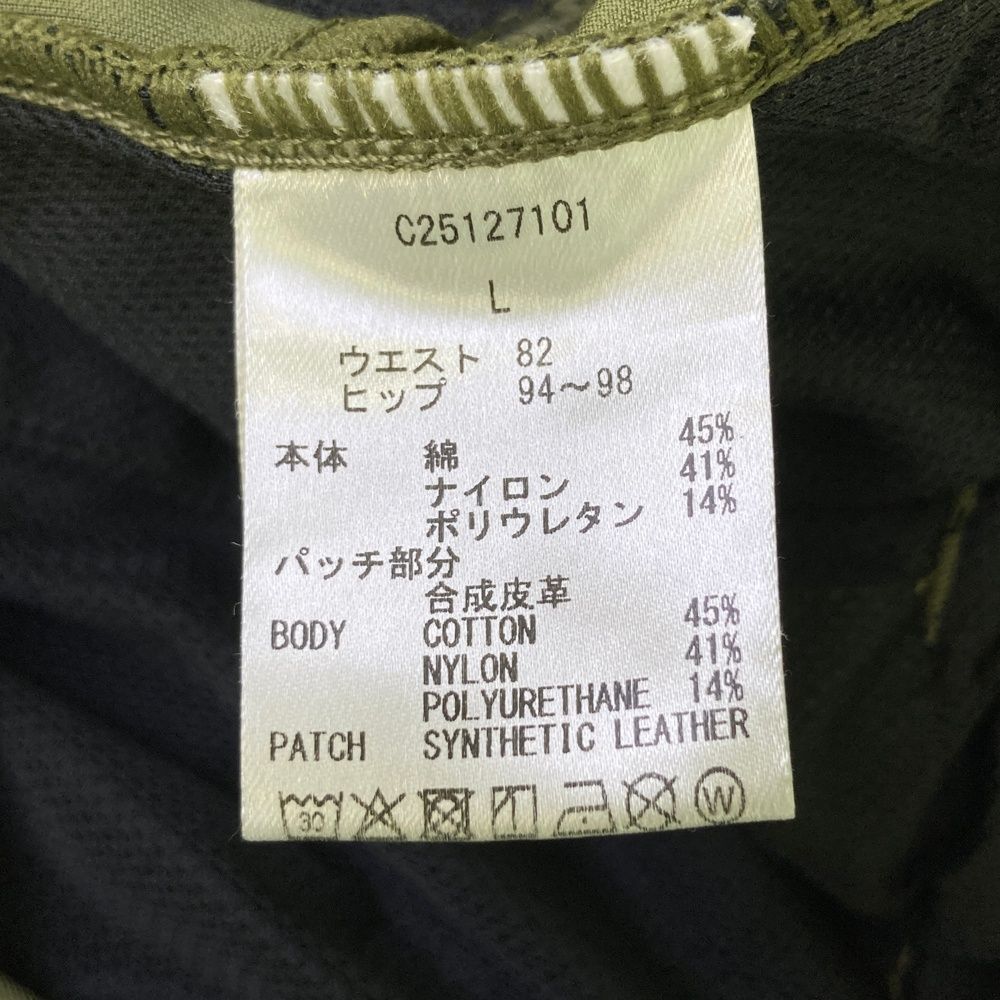 C25127101
L
ウエスト 82
ヒップ 94～98
本体 綿 45%
ナイロン 41%
ポリウレタン 14%
パッチ部分
合成皮革
BODY COTTON 45%
NYLON 41%
POLYURETHANE 14%
PATCH SYNTHETIC LEATHER
30 W